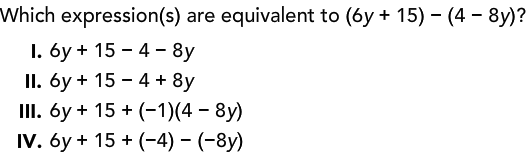 Which expression(s) are equivalent to (6y + 15) − (4 − 8y)?
I. 6y + 15 − 4 − 8y
II. 6y + 15 − 4 + 8y
III. 6y + 15 + (−1)(4 − 8y)
IV. 6y + 15 + (−4) − (−8y)